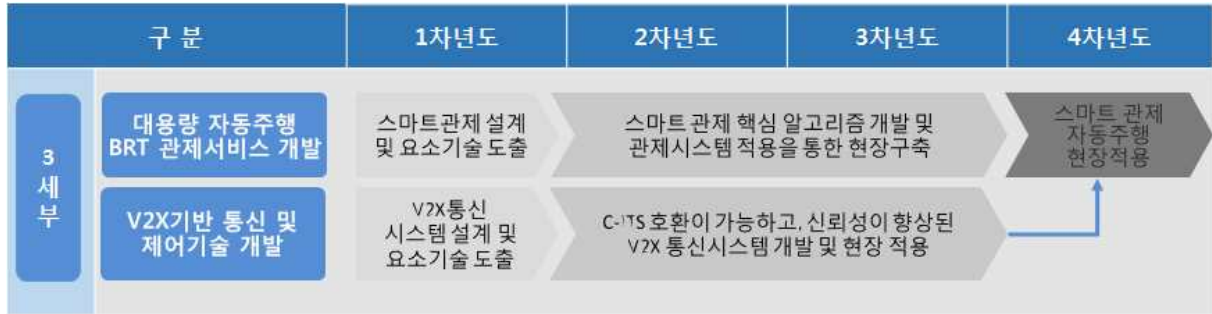 구 분 1차년도 2차년도 3차년도 4차년도
3
세
부
대용량 자동주행
BRT 관제서비스 개발
스마트관제 설계
및 요소기술 도출
스마트 관제 핵심 알고리즘 개발 및
관제시스템 적용을 통한 현장구축
스마트 관제
자동주행
현장적용
V2X기반 통신 및
제어기술 개발
V2X통신
시스템 설계 및
요소기술 도출
C-ITS 호환이 가능하고, 신뢰성이 향상된
V2X 통신시스템 개발 및 현장 적용